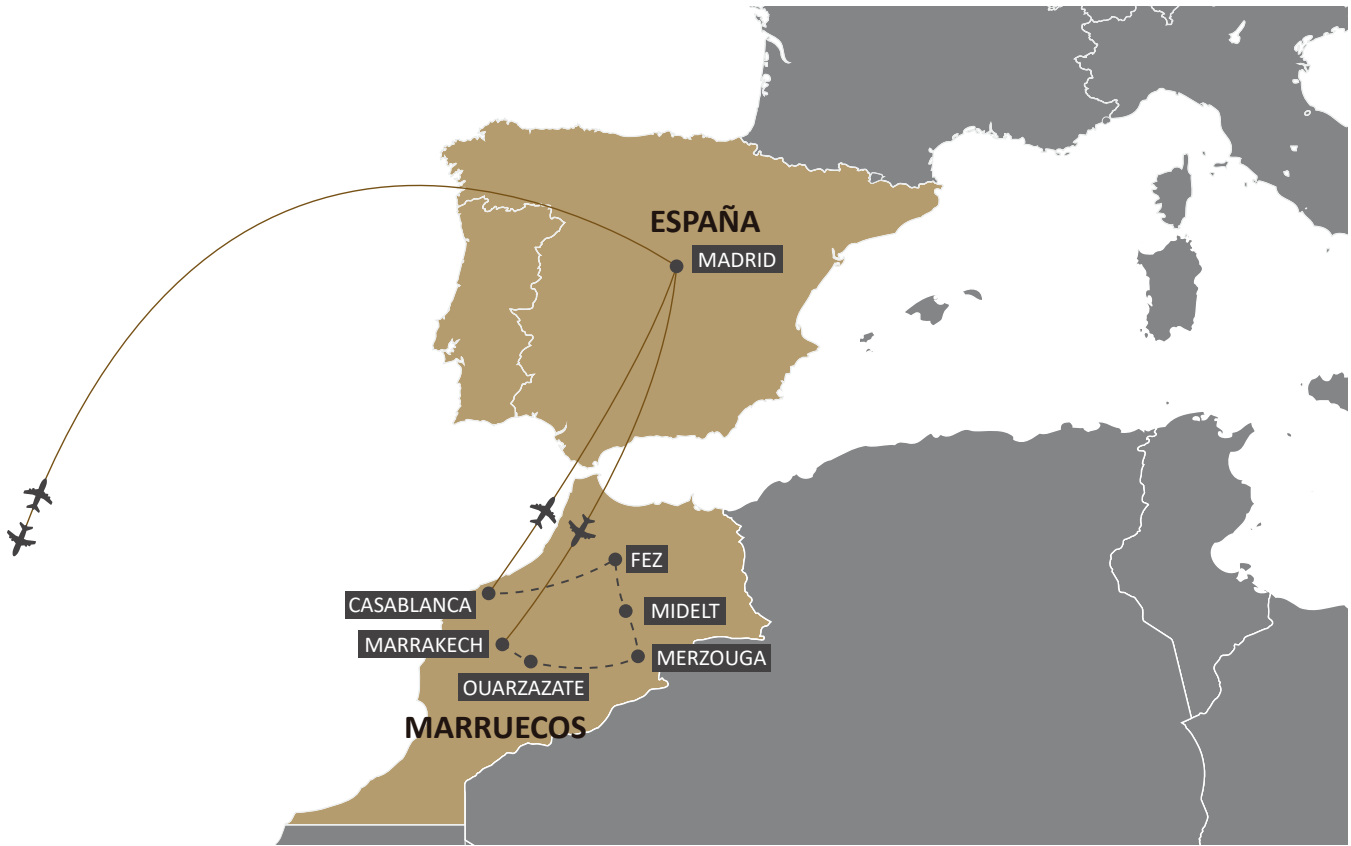 ESPAÑA
MADRID
FEZ
CASABLANCA
MIDELT
MARRAKECH
MERZOUGA
OUARZAZATE
MARRUECOS